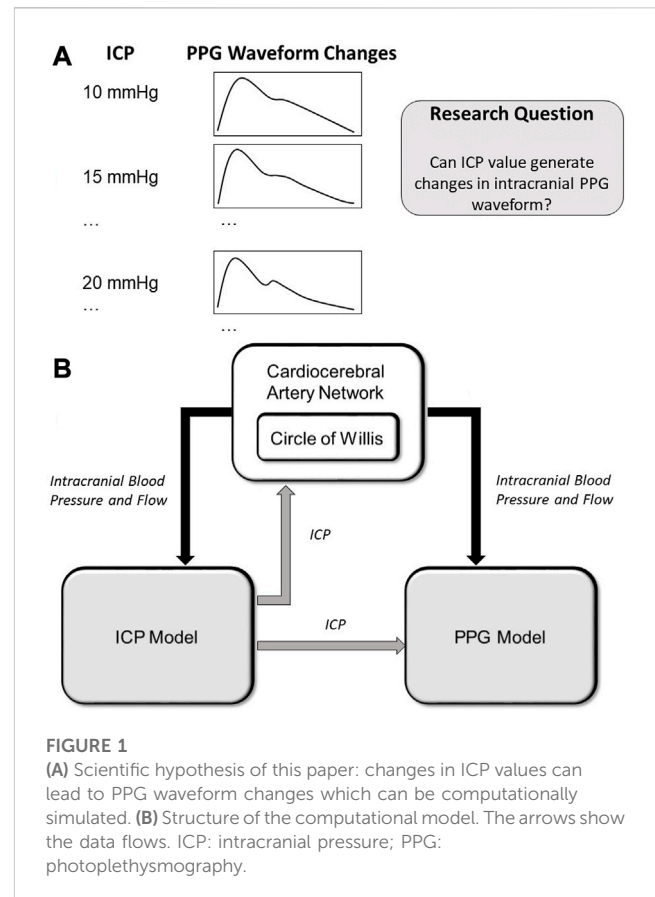 A ICP PPG Waveform Changes
10 mmHg
15 mmHg
... ...
20 mmHg
...
...
Research Question
Can ICP value generate
changes in intracranial PPG
waveform?
B
Cardiocerebral
Artery Network
Circle of Willis
Intracranial Blood
Pressure and Flow
Intracranial Blood
Pressure and Flow
ICP
ICP Model
ICP
PPG Model
FIGURE 1
(A) Scientific hypothesis of this paper: changes in ICP values can
lead to PPG waveform changes which can be computationally
simulated. (B) Structure of the computational model. The arrows show
the data flows. ICP: intracranial pressure; PPG:
photoplethysmography.